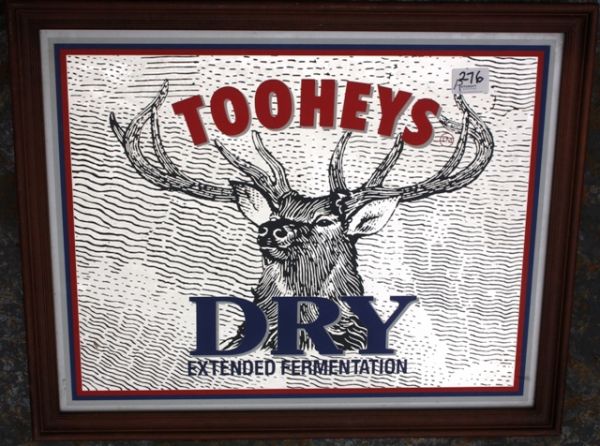 TOOHEYS
276
DRY
EXTENDED FERMENTATION